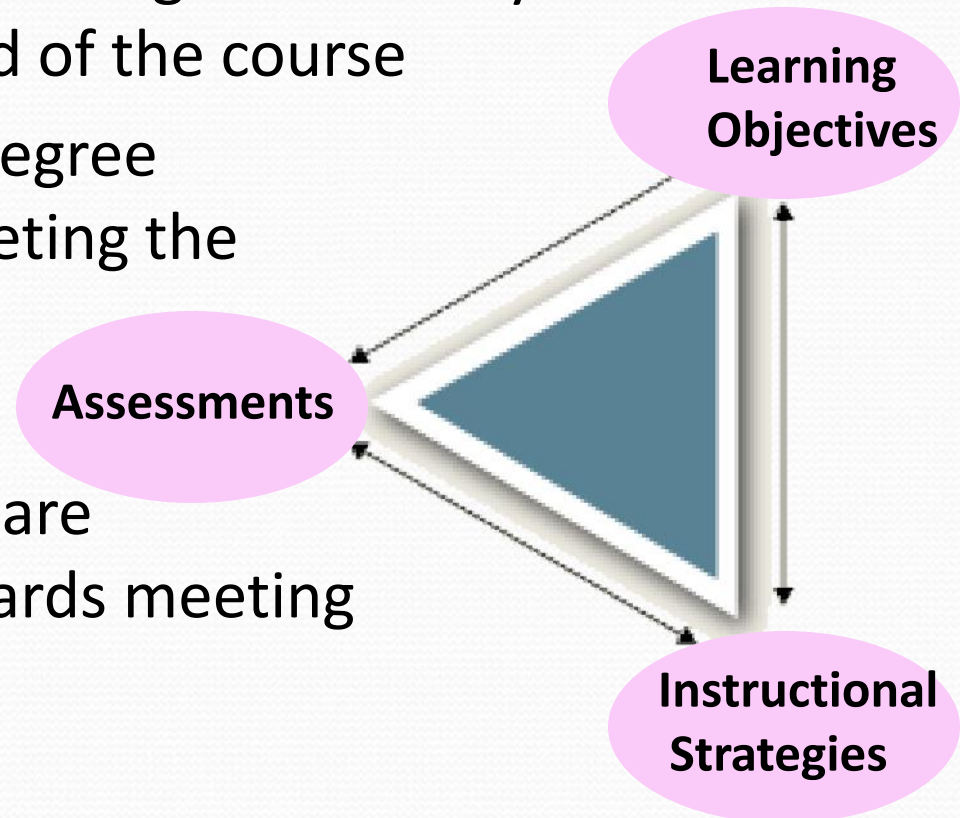 d of the course
egree
eting the
are
ards meeting
Learning
Objectives
Assessments
Instructional
Strategies